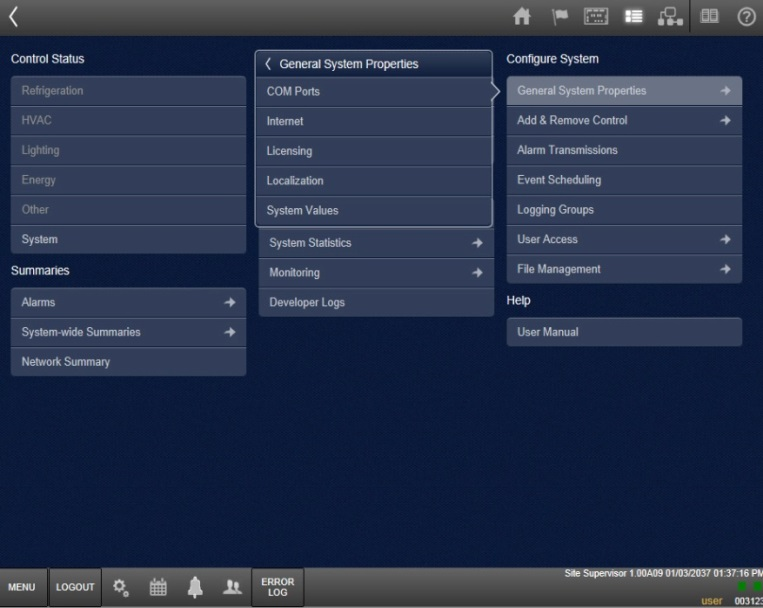 Control Status
Refrigeration
HVAC
Lighting
Energy
Other
System
Summaries
Alarms
System-wide Summaries
Network Summary
General System Properties
COM Ports
Internet
Licensing
Localization
System Values
System Statistics
Monitoring
Developer Logs
Configure System
General System Properties
Add & Remove Control
Alarm Transmissions
Event Scheduling
Logging Groups
User Access
File Management
Help
User Manual
MENU
LOGOUT
ERROR
LOG
Site Supervisor 1.00A09 01/03/2037 01:37:16 PM
user 003123